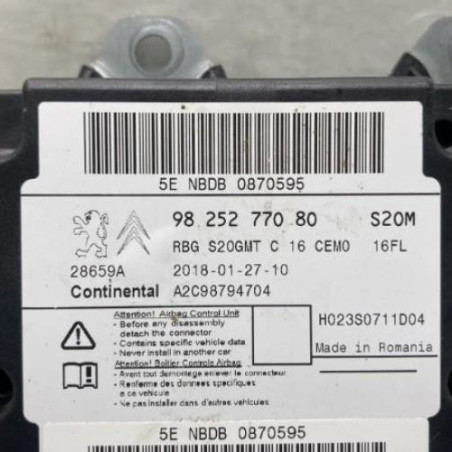 5E NBDB 0870595
98 252 770 80 S20M
RBG S20GMT C 16 CEM0 16FL
28659A 2018-01-27-10
Continental A2C98794704
Attention! Airbag Control Unit
- Before any disassembly
detach the connector
- Contains specific vehicle data
- Never install in another car
Attention! Boîtier Controle Airbag
- Avant tout demontage enlever le connecteur
- Renferme des données spécifiques
a ce vehicule
- Ne pas installer dans d'autres vehicules
H023S0711D04
Made in Romania
5E NBDB 0870595